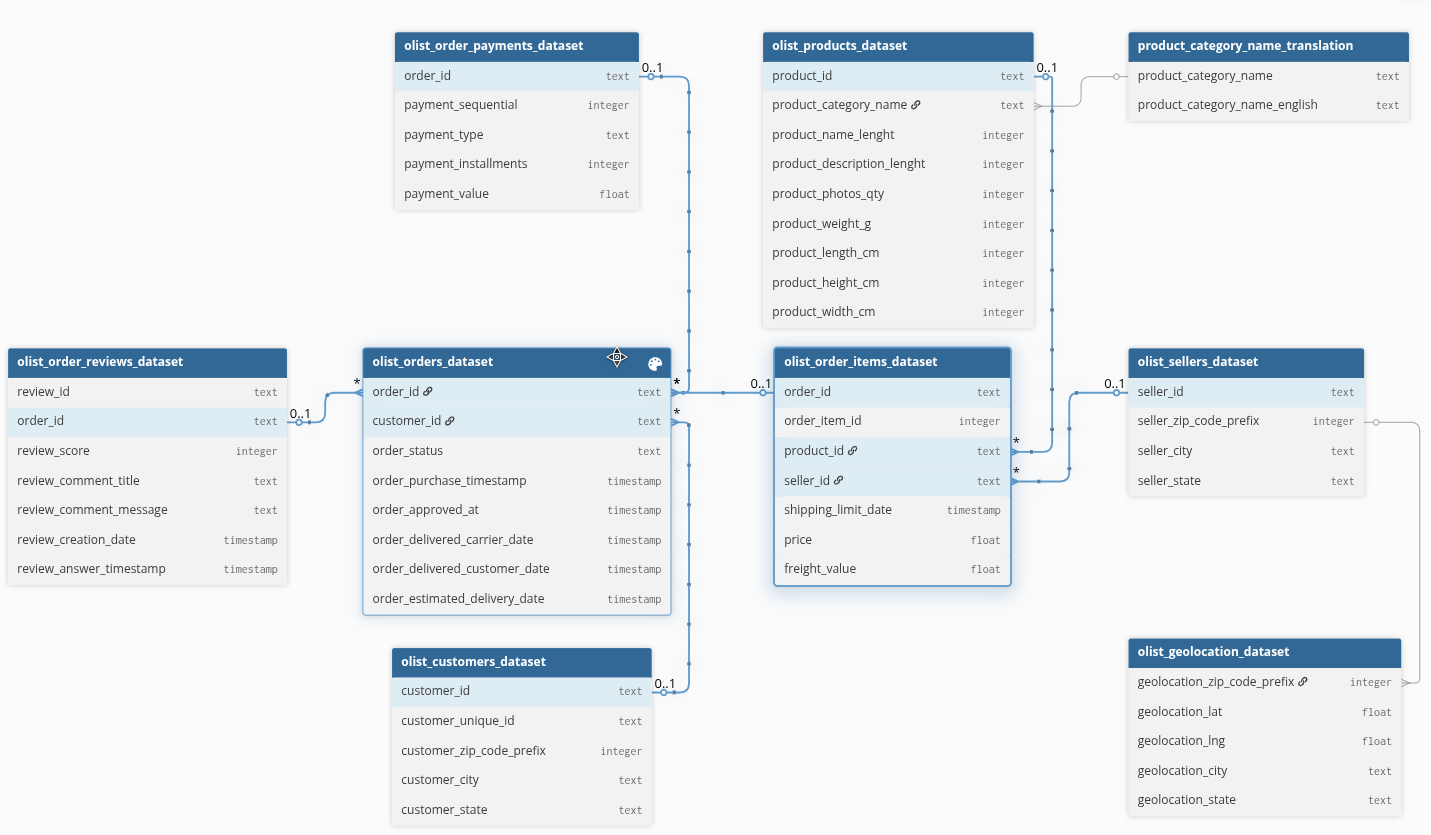 olist_order_payments_dataset
order_id text
payment_sequential integer
payment_type text
payment_installments integer
payment_value float
0..1
olist_products_dataset
product_id text
product_category_name text
product_name_lenght integer
product_description_lenght integer
product_photos_qty integer
product_weight_g integer
product_length_cm integer
product_height_cm integer
product_width_cm integer
0..1
product_category_name_translation
product_category_name text
product_category_name_english text
olist_order_reviews_dataset
review_id text
order_id text
review_score integer
review_comment_title text
review_comment_message text
review_creation_date timestamp
review_answer_timestamp timestamp
0..1
*
olist_orders_dataset
order_id text
customer_id text
order_status text
order_purchase_timestamp timestamp
order_approved_at timestamp
order_delivered_carrier_date timestamp
order_delivered_customer_date timestamp
order_estimated_delivery_date timestamp
*
*
0..1
olist_order_items_dataset
order_id text
order_item_id integer
product_id text
seller_id text
shipping_limit_date timestamp
price float
freight_value float
*
*
0..1
olist_sellers_dataset
seller_id text
seller_zip_code_prefix integer
seller_city text
seller_state text
olist_customers_dataset
customer_id text
customer_unique_id text
customer_zip_code_prefix integer
customer_city text
customer_state text
0..1
olist_geolocation_dataset
geolocation_zip_code_prefix integer
geolocation_lat float
geolocation_lng float
geolocation_city text
geolocation_state text